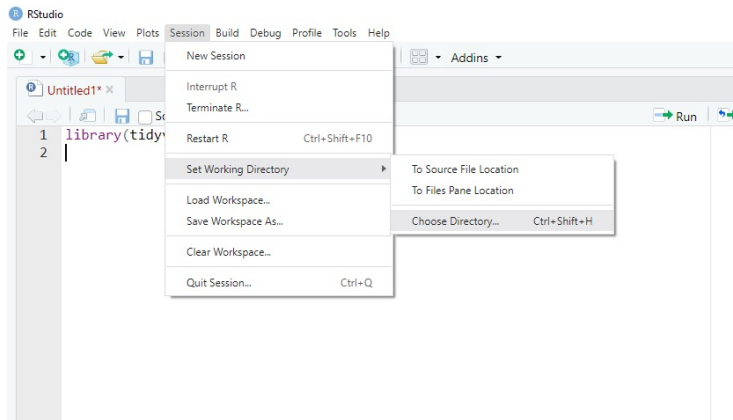 RStudio
File Edit Code View Plots Session Build Debug Profile Tools Help
New Session
Addins
Untitled1*
Interrupt R
Terminate R...
Run
1 library(tidy
2
Restart R Ctrl+Shift+F10
Set Working Directory
To Source File Location
To Files Pane Location
Load Workspace...
Save Workspace As...
Choose Directory... Ctrl+Shift+H
Clear Workspace...
Quit Session... Ctrl+Q